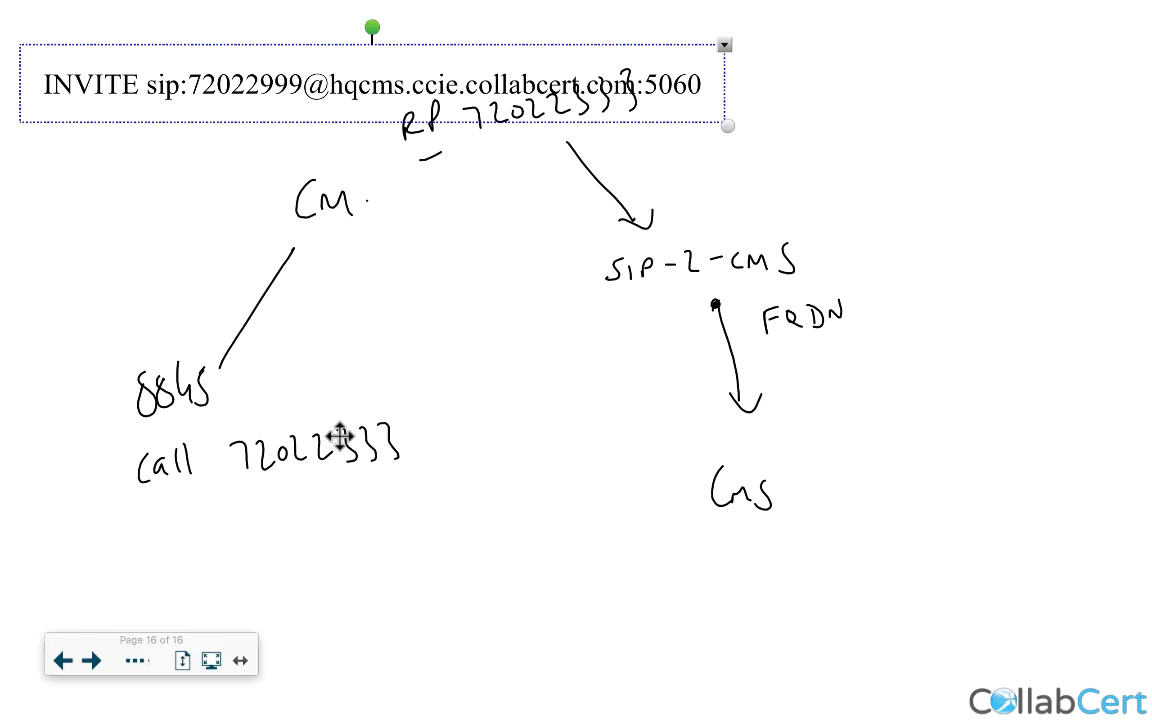 INVITE sip:72022999@hqcms.ccie.collabcert.com:5060
RP 72022333
CM.
SIP-2-CMS
FQDN
8845
Call 72022333
CMS
Page 16 of 16
CollabCert